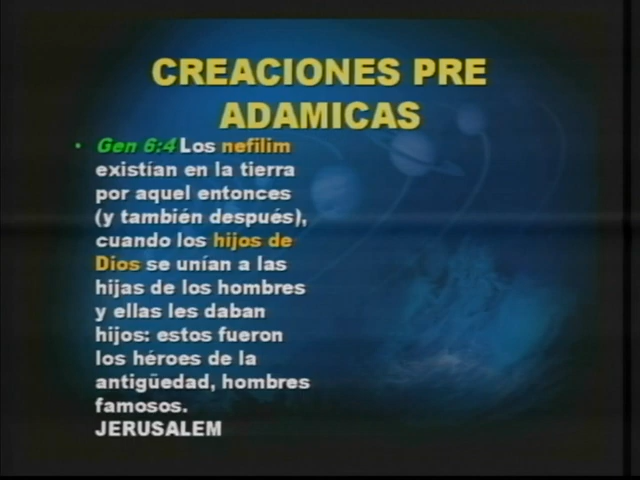 CREACIONES PRE
ADAMICAS
• Gen 6:4 Los nefilim
existían en la tierra
por aquel entonces
(y también después),
cuando los hijos de
Dios se unían a las
hijas de los hombres
y ellas les daban
hijos: estos fueron
los héroes de la
antigüedad, hombres
famosos.
JERUSALEM